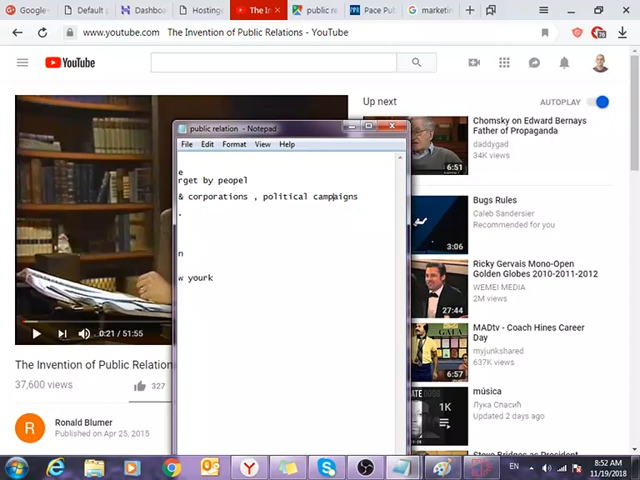 Google
Default p
Dashboa
Hostinge
The In
public re
Pace Pub
marketin
www.youtube.com The Invention of Public Relations - YouTube
YouTube
public relation - Notepad
File Edit Format View Help
e
rget by peopel
& corporations , political campaigns
.
n
w yourk
0:21 / 51:55
The Invention of Public Relation
37,600 views
327
R
Ronald Blumer
Published on Apr 25, 2015
Up next
AUTOPLAY
Chomsky on Edward Bernays
Father of Propaganda
daddygad
34K views
6:51
Bugs Rules
Caleb Sandersier
Recommended for you
3:06
Ricky Gervais Mono-Open
Golden Globes 2010-2011-2012
WEMEI MEDIA
2M views
27:44
MADtv - Coach Hines Career
Day
myjunkshared
637K views
6:57
música
Лука Спасић
Updated 2 days ago
1K
Steve Bridges as President
EN
8:52 AM
11/19/2018